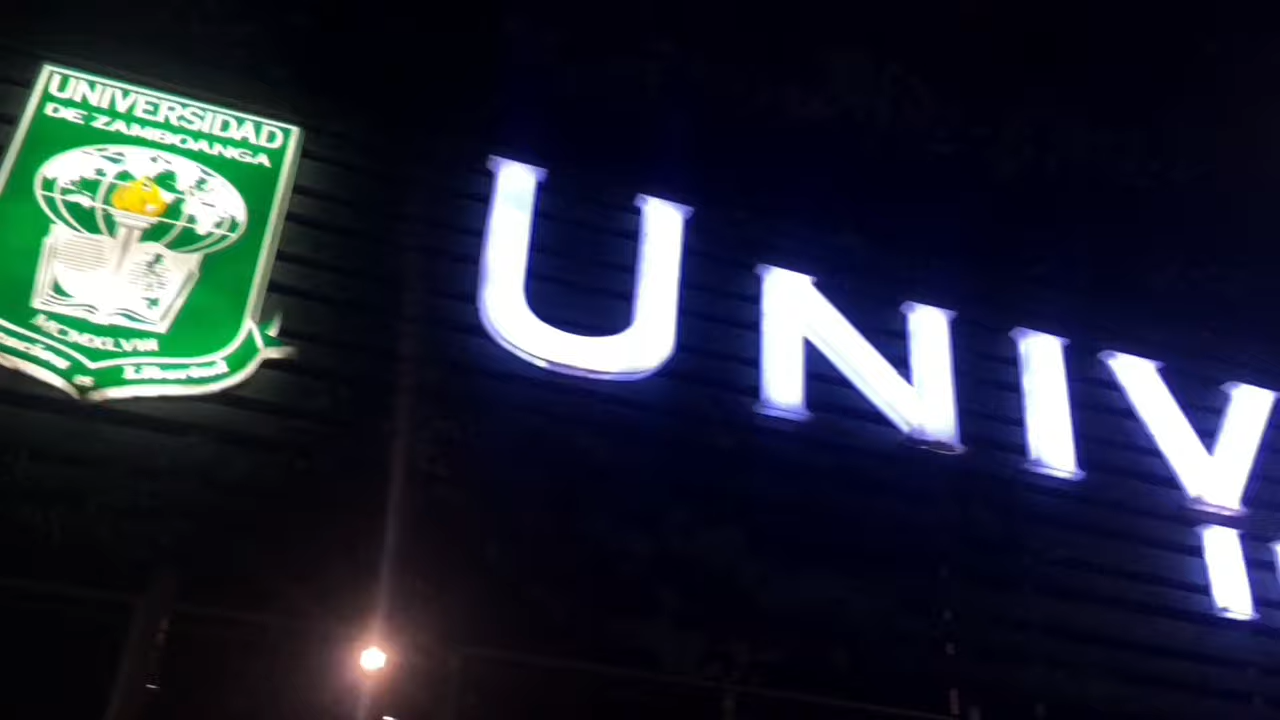 UNIVERSIDAD
DE ZAMBOANGA
MCMXLVIII
Libertad
UNIV